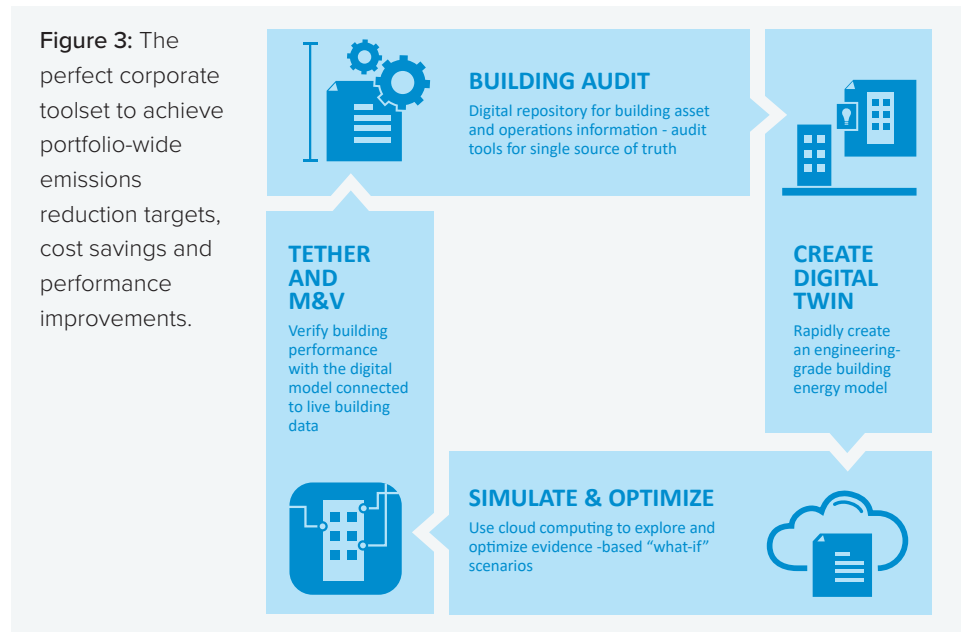 Figure 3: The
perfect corporate
toolset to achieve
portfolio-wide
emissions
reduction targets,
cost savings and
performance
improvements.
BUILDING AUDIT
Digital repository for building asset
and operations information - audit
tools for single source of truth
CREATE
DIGITAL
TWIN
Rapidly create
an engineering-
grade building
energy model
SIMULATE & OPTIMIZE
Use cloud computing to explore and
optimize evidence -based “what-if”
scenarios
TETHER
AND
M&V
Verify building
performance
with the digital
model connected
to live building
data